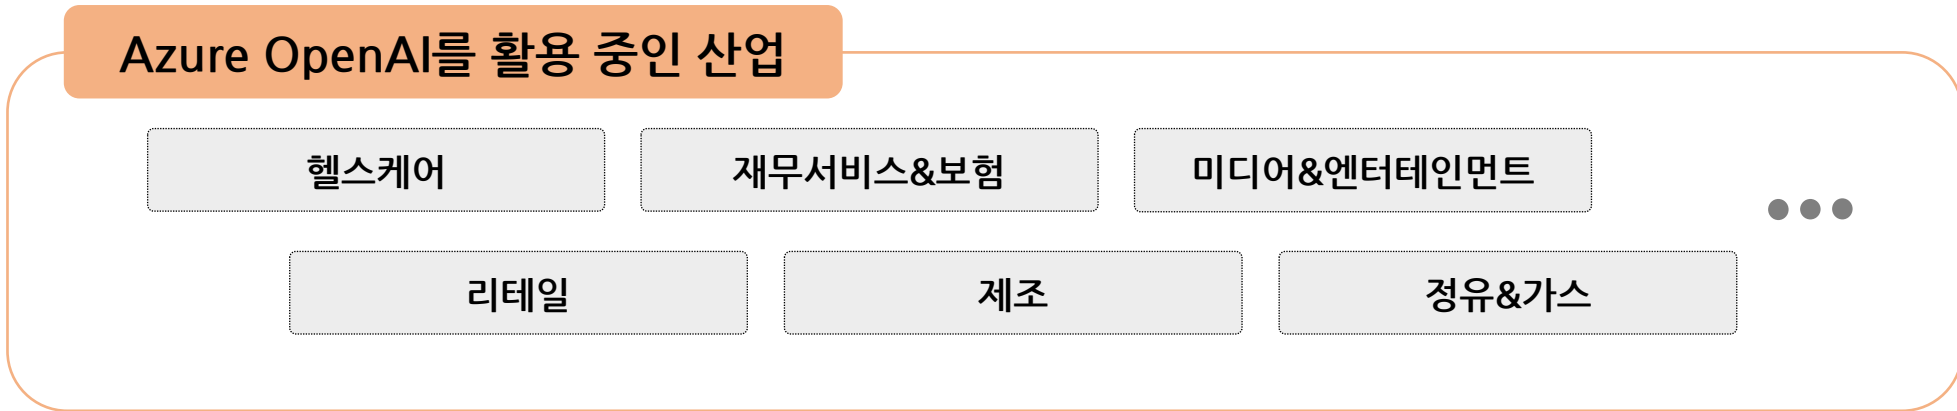 Azure OpenAI를 활용 중인 산업
헬스케어
재무서비스&보험
미디어&엔터테인먼트
리테일
제조
정유&가스